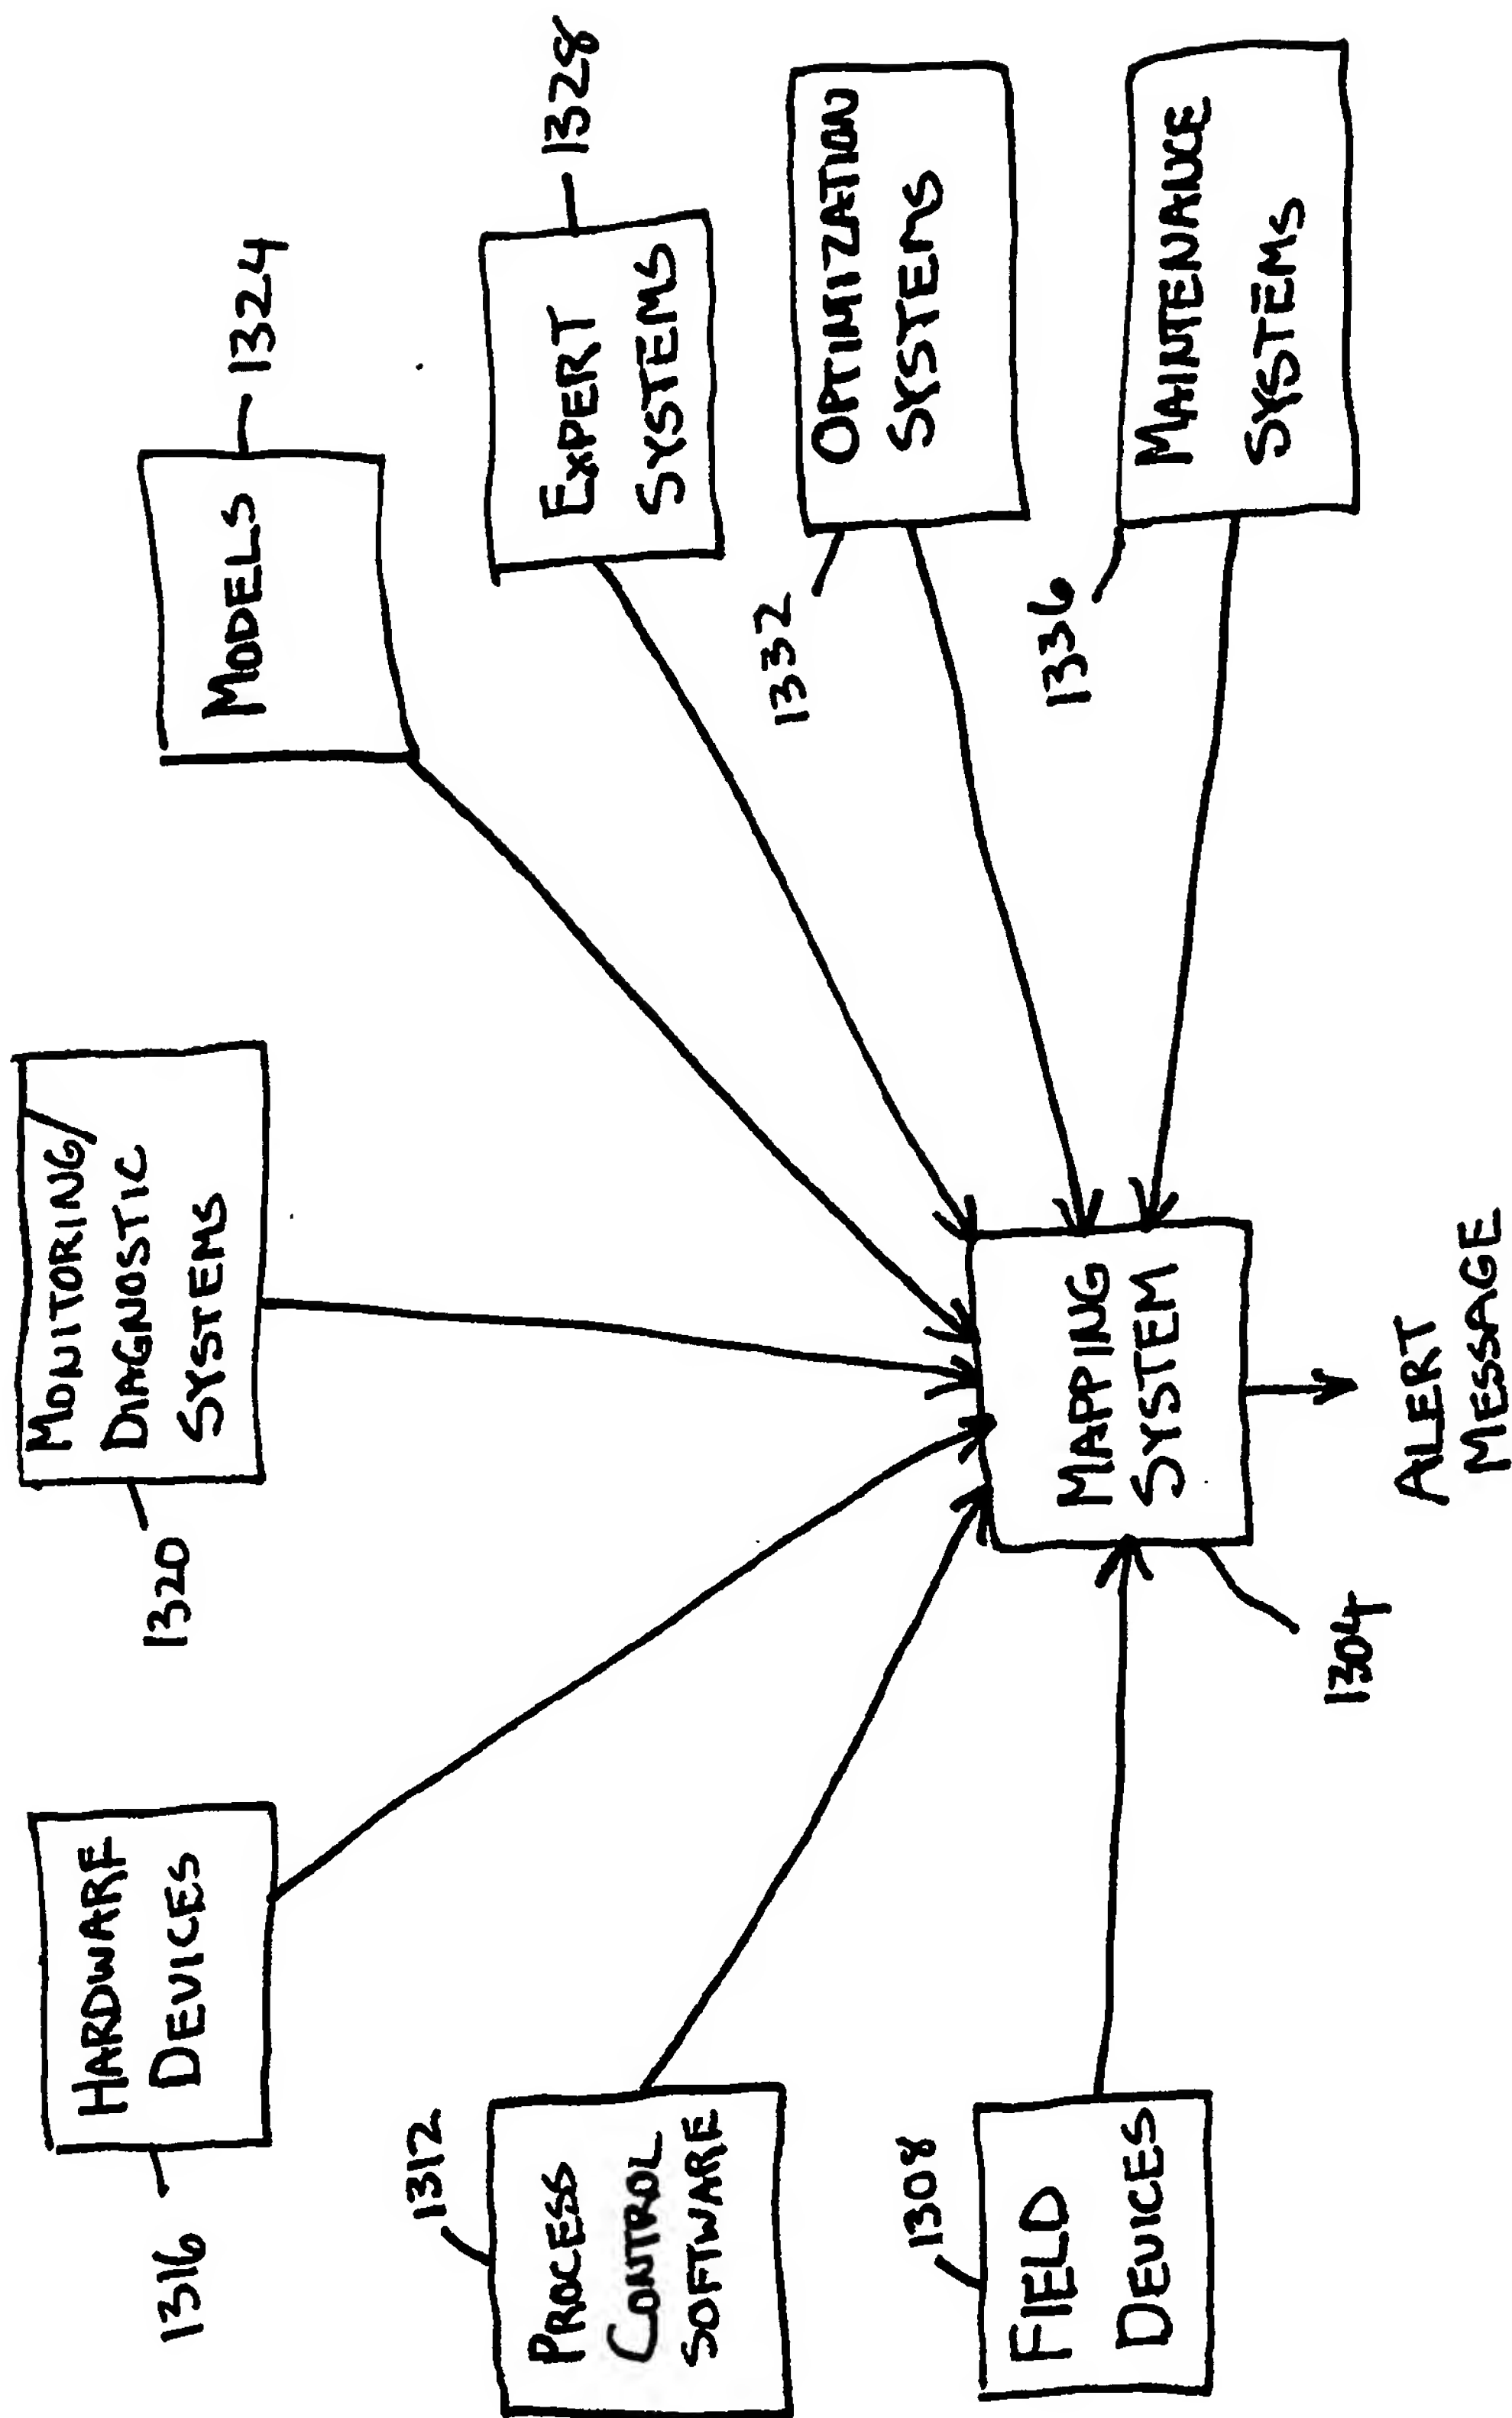 1316
HARDWARE
DEVICES
1320
MONITORING/
DIAGNOSTIC
SYSTEMS
MODELS
1324
1312
PROCESS
CONTROL
SOFTWARE
EXPERT
SYSTEMS
1328
1332
OPTIMIZATION
SYSTEMS
1308
FIELD
DEVICES
MAPPING
SYSTEM
1304
1336
MAINTENANCE
SYSTEMS
ALERT
MESSAGE